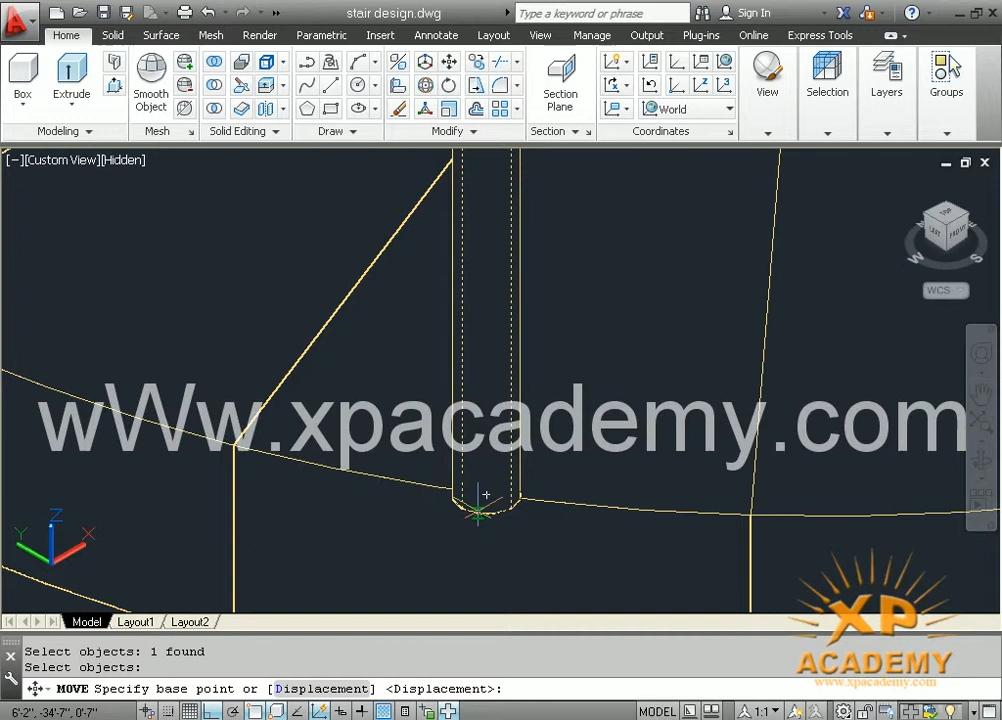 stair design.dwg
Type a keyword or phrase
Sign In
Home Solid Surface Mesh Render Parametric Insert Annotate Layout View Manage Output Plug-ins Online Express Tools
Box
Extrude
Smooth Object
Section Plane
World
View
Selection
Layers
Groups
Modeling
Mesh
Solid Editing
Draw
Modify
Section
Coordinates
[−][Custom View][Hidden]
TOP
LEFT
FRONT
W
S
WCS
wWw.xpacademy.com
Z
Y
X
XP
ACADEMY
www.xpacademy.com
Model Layout1 Layout2
Select objects: 1 found
Select objects:
MOVE Specify base point or [Displacement] <Displacement>:
6'-2", -34'-7", 0'-7"
MODEL
1:1